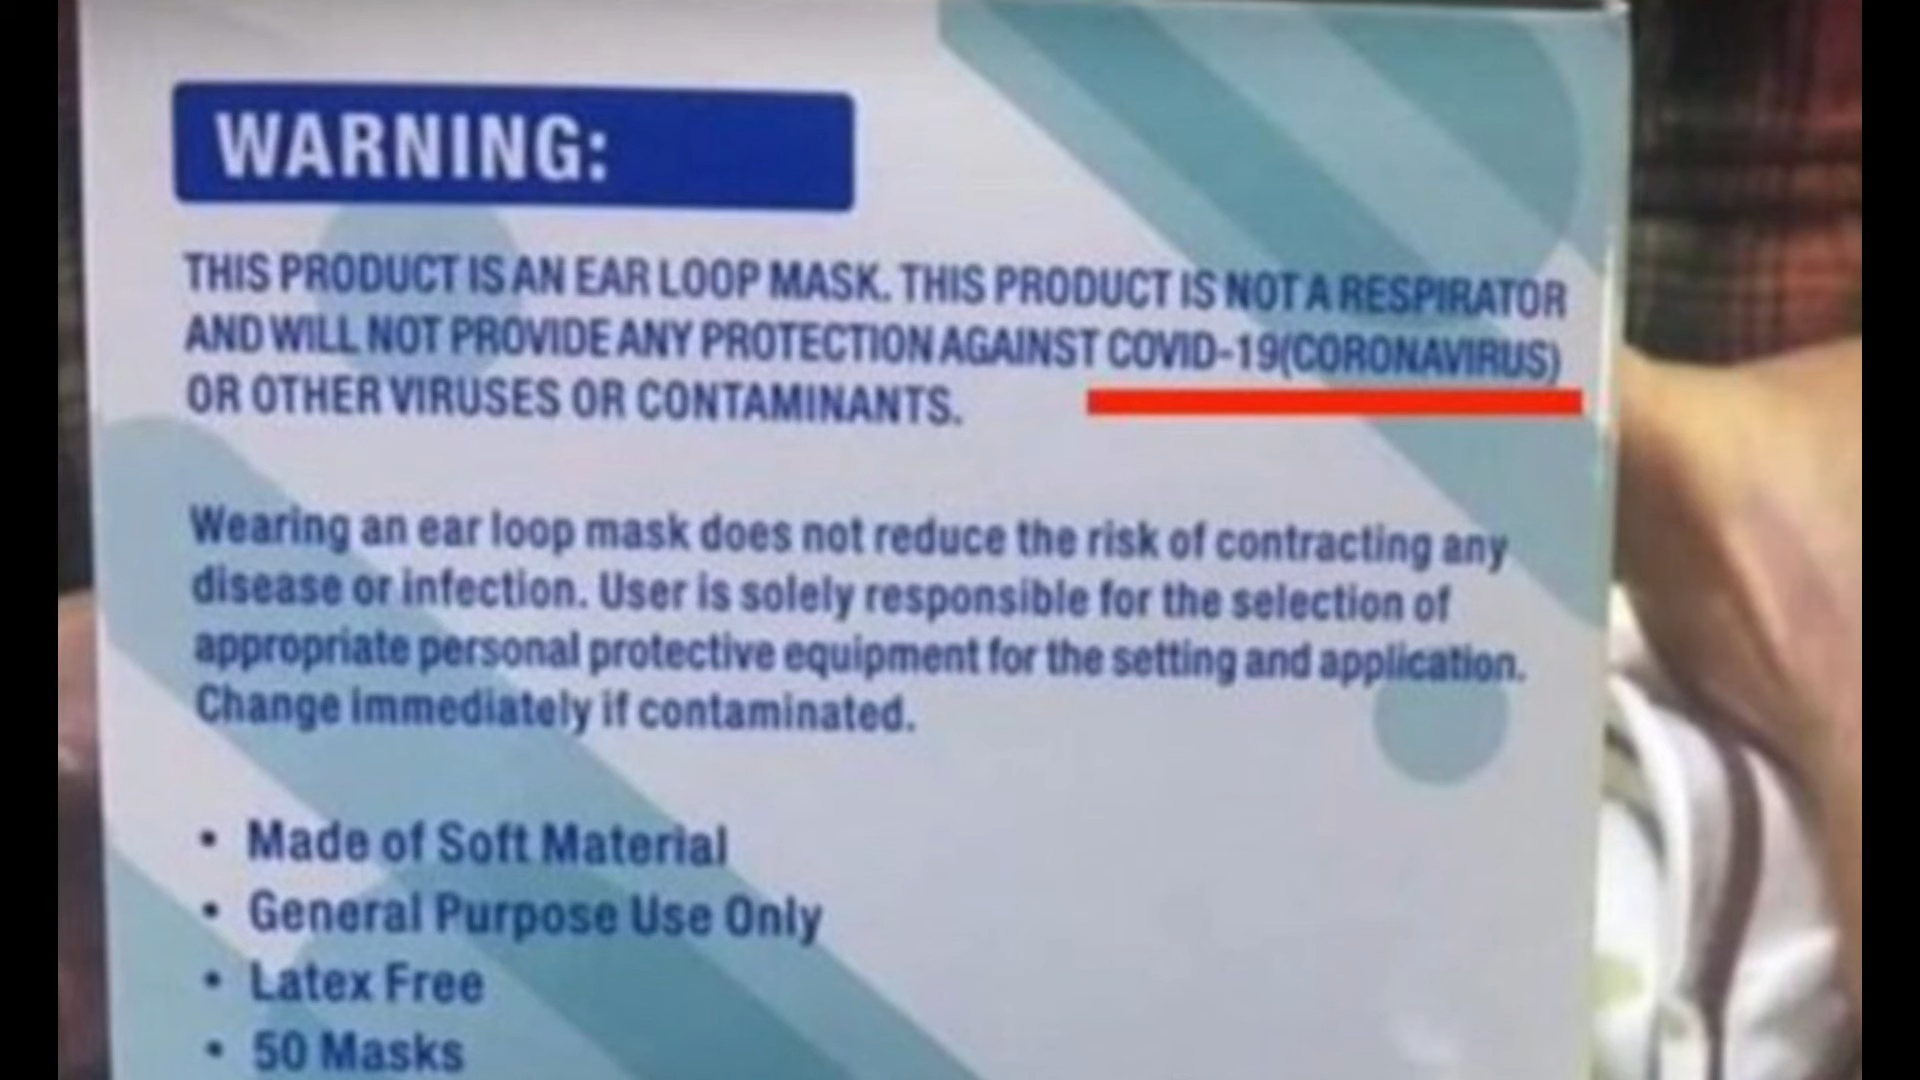 WARNING:
THIS PRODUCT IS AN EAR LOOP MASK. THIS PRODUCT IS NOT A RESPIRATOR
AND WILL NOT PROVIDE ANY PROTECTION AGAINST COVID-19(CORONAVIRUS)
OR OTHER VIRUSES OR CONTAMINANTS.
Wearing an ear loop mask does not reduce the risk of contracting any
disease or infection. User is solely responsible for the selection of
appropriate personal protective equipment for the setting and application.
Change immediately if contaminated.
• Made of Soft Material
• General Purpose Use Only
• Latex Free
• 50 Masks